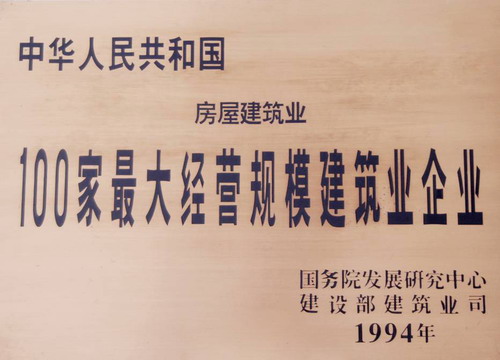 中华人民共和国
房屋建筑业
100家最大经营规模建筑业企业
国务院发展研究中心
建设部建筑业司
1994年